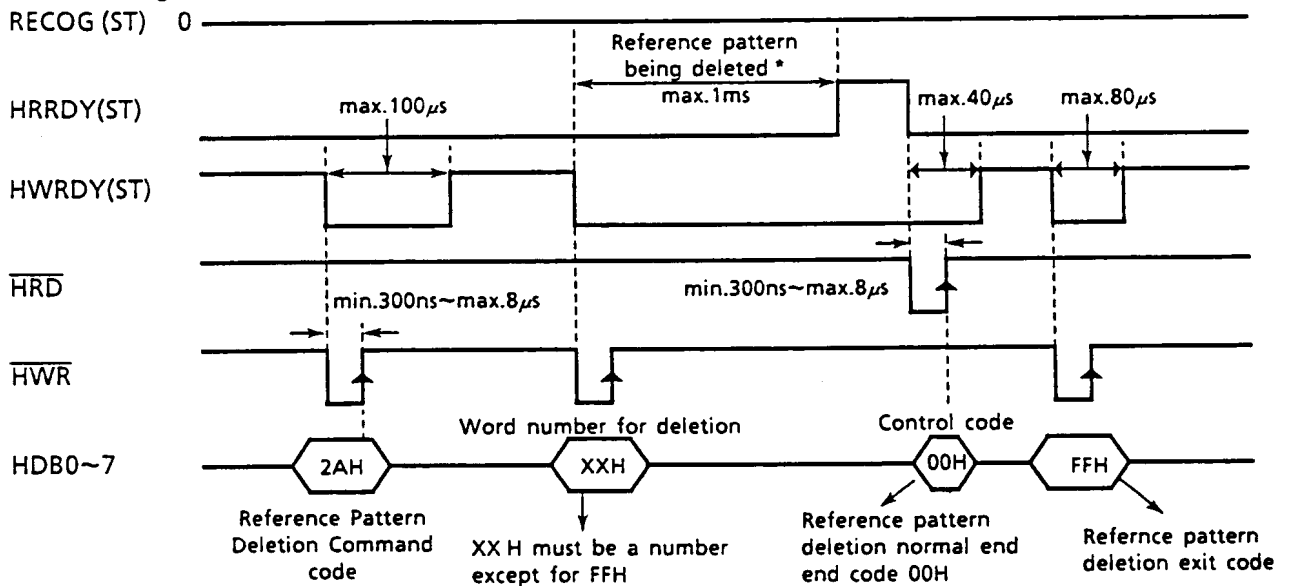 RECOG (ST) 0
Reference pattern
being deleted *
max.1ms
HRRDY(ST)
max.100μs
max.40μs
max.80μs
HWRDY(ST)
HRD
min.300ns~max.8μs
min.300ns~max.8μs
HWR
Word number for deletion
Control code
HDB0~7
2AH
XXH
00H
FFH
Reference Pattern
Deletion Command
code
XX H must be a number
except for FFH
Reference pattern
deletion normal end
end code 00H
Refernce pattern
deletion exit code